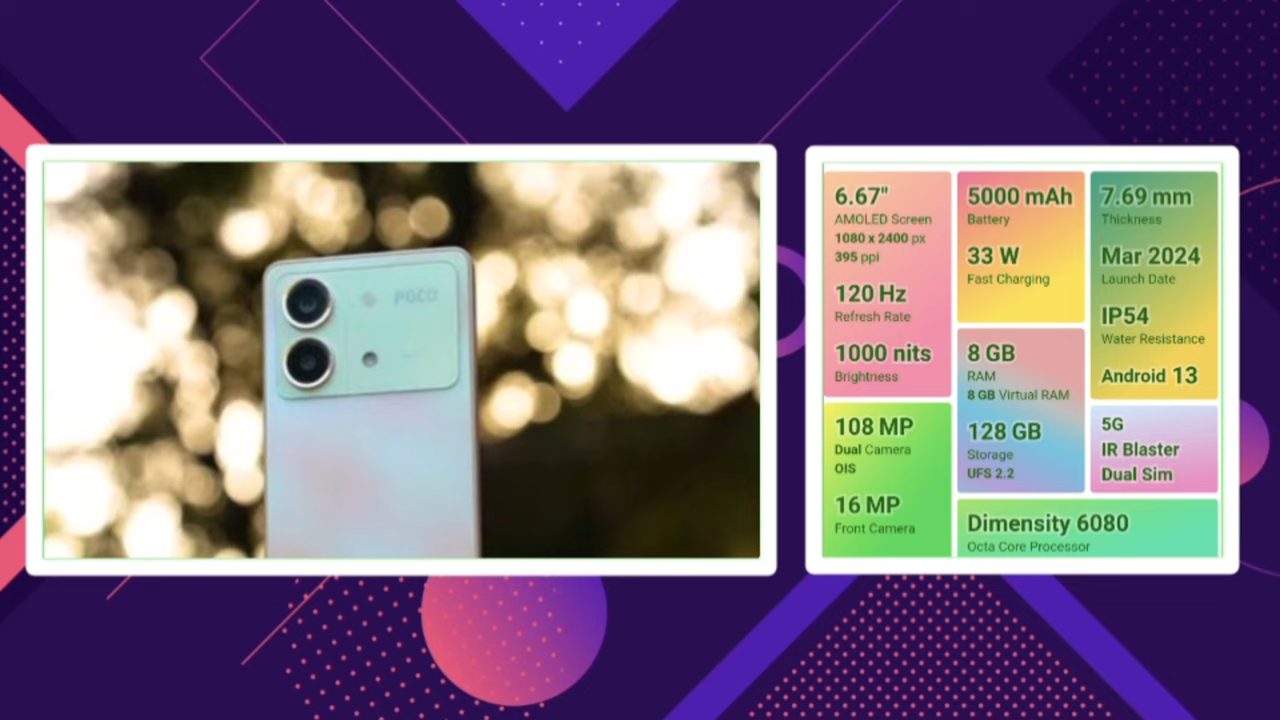 POCO
6.67"
AMOLED Screen
1080 x 2400 px
395 ppi
120 Hz
Refresh Rate
1000 nits
Brightness
108 MP
Dual Camera
OIS
16 MP
Front Camera
5000 mAh
Battery
33 W
Fast Charging
8 GB
RAM
8 GB Virtual RAM
128 GB
Storage
UFS 2.2
7.69 mm
Thickness
Mar 2024
Launch Date
IP54
Water Resistance
Android 13
5G
IR Blaster
Dual Sim
Dimensity 6080
Octa Core Processor